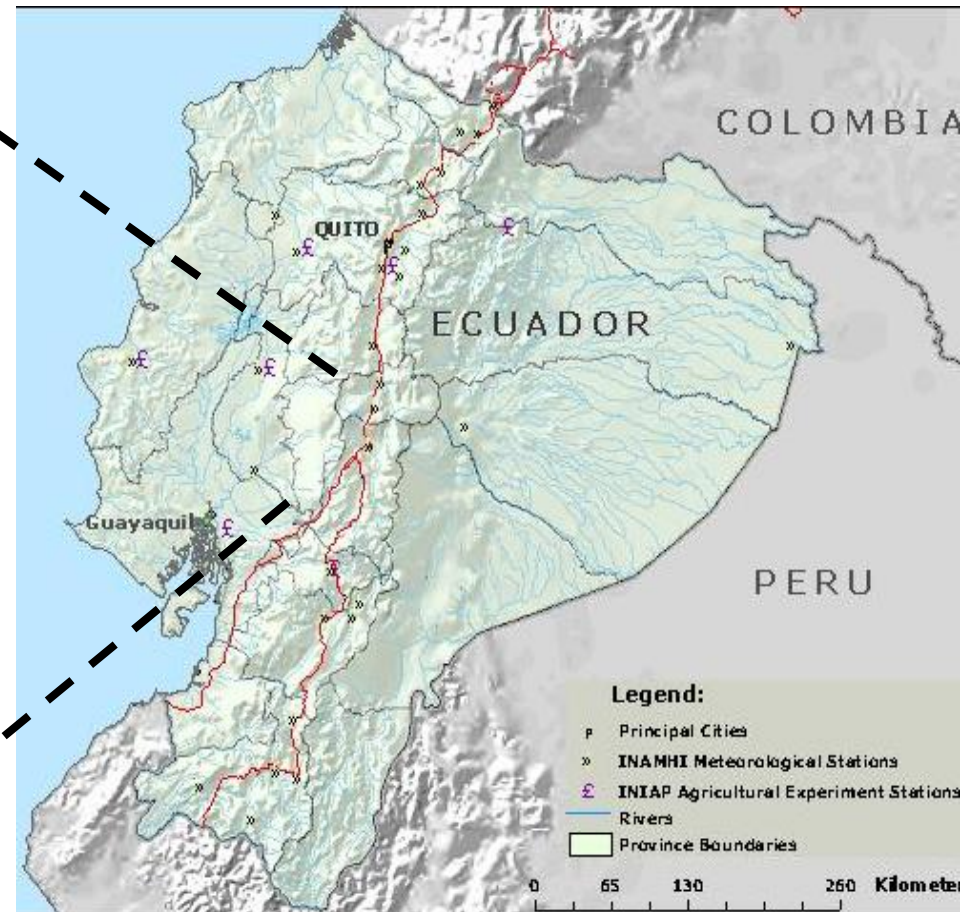 COLOMBIA
QUITO
ECUADOR
Guayaquil
PERU
Legend:
Principal Cities
» INAMHI Meteorological Stations
£ INIAP Agricultural Experiment Stations
Rivers
Province Boundaries
0 65 130 260 Kilometer